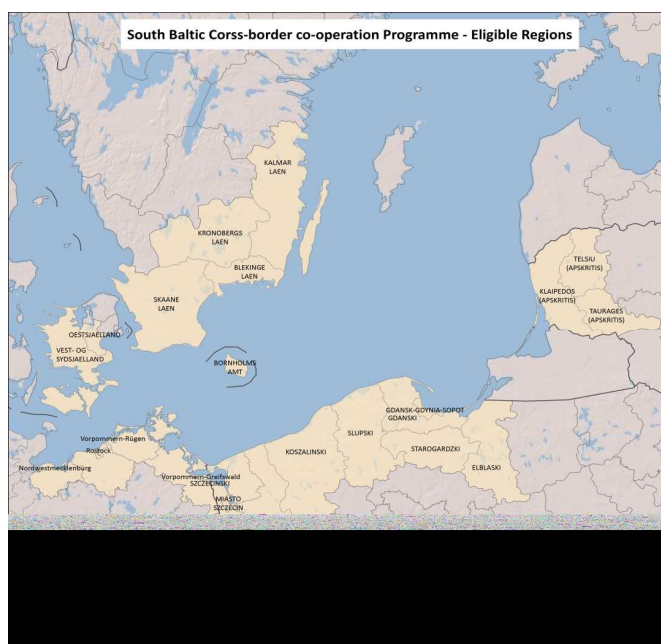 South Baltic Corss-border co-operation Programme - Eligible Regions
KALMAR
LAEN
KRONOBERGS
LAEN
BLEKINGE
LAEN
SKAANE
LAEN
TELSIU
(APSKRITIS)
KLAIPEDOS
(APSKRITIS)
TAURAGES
(APSKRITIS)
OESTSJAELLAND
VEST- OG
SYDSJAELLAND
BORNHOLMS
AMT
GDANSK-GDYNIA-SOPOT
GDANSKI
SLUPSKI
STAROGARDZKI
KOSZALINSKI
ELBLASKI
Vorpommern-Rügen
Rostock
Nordwestmecklenburg
Vorpommern-Greifswald
SZCZECINSKI
MIASTO
SZCZECIN